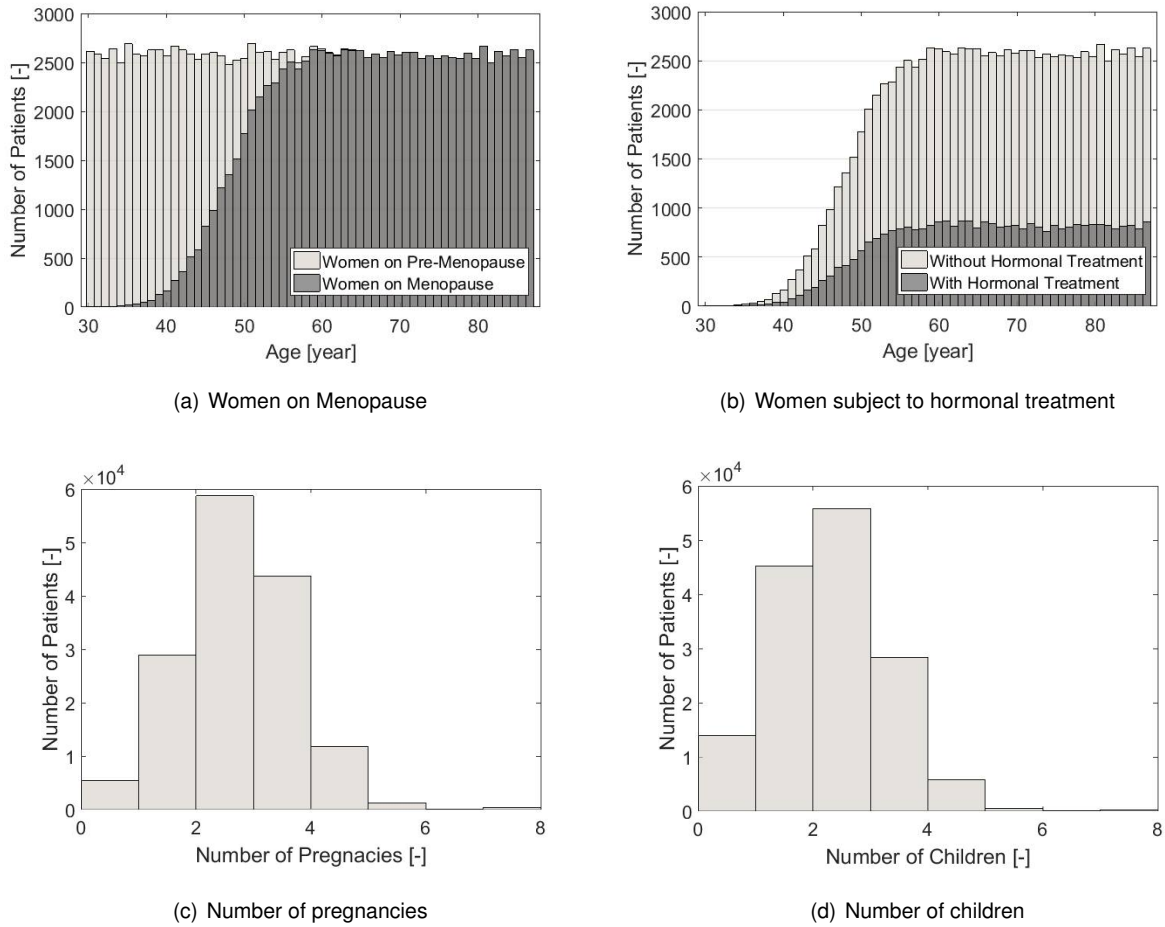 Number of Patients [-]
3000
2500
2000
1500
1000
500
0
Women on Pre-Menopause
Women on Menopause
30 40 50 60 70 80
Age [year]
(a) Women on Menopause
Number of Patients [-]
3000
2500
2000
1500
1000
500
0
Without Hormonal Treatment
With Hormonal Treatment
30 40 50 60 70 80
Age [year]
(b) Women subject to hormonal treatment
×10⁴
Number of Patients [-]
6
5
4
3
2
1
0
0 2 4 6 8
Number of Pregnacies [-]
(c) Number of pregnancies
×10⁴
Number of Patients [-]
6
5
4
3
2
1
0
0 2 4 6 8
Number of Children [-]
(d) Number of children